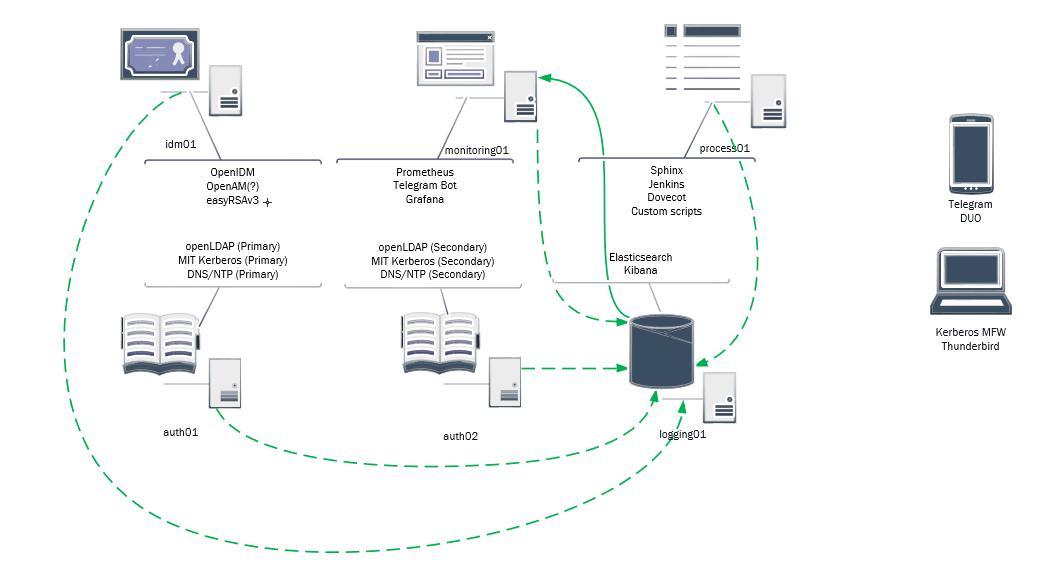 idm01
OpenIDM
OpenAM(?)
easyRSAv3
monitoring01
Prometheus
Telegram Bot
Grafana
process01
Sphinx
Jenkins
Dovecot
Custom scripts
Telegram
DUO
openLDAP (Primary)
MIT Kerberos (Primary)
DNS/NTP (Primary)
openLDAP (Secondary)
MIT Kerberos (Secondary)
DNS/NTP (Secondary)
Elasticsearch
Kibana
Kerberos MFW
Thunderbird
auth01
auth02
logging01